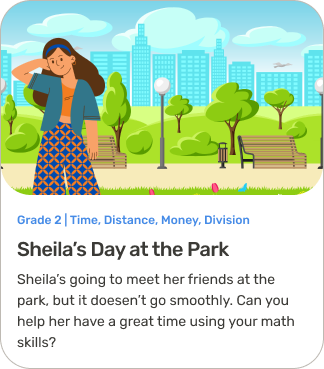 Grade 2 | Time, Distance, Money, Division
Sheila's Day at the Park
Sheila's going to meet her friends at the
park, but it doesen't go smoothly. Can you
help her have a great time using your math
skills?